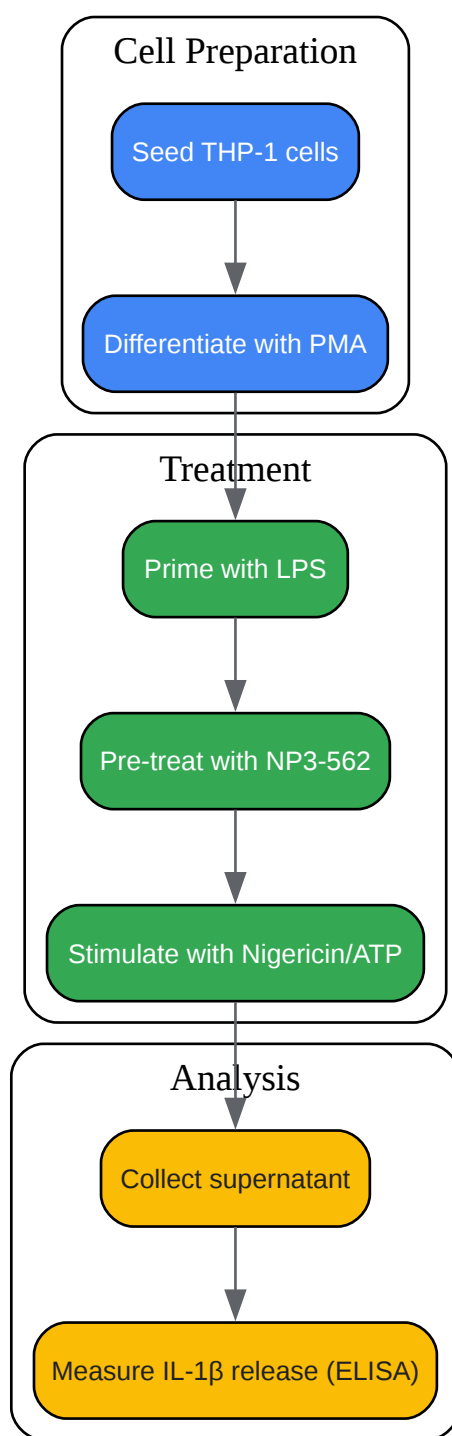 Cell Preparation
Seed THP-1 cells
Differentiate with PMA
Treatment
Prime with LPS
Pre-treat with NP3-562
Stimulate with Nigericin/ATP
Analysis
Collect supernatant
Measure IL-1β release (ELISA)